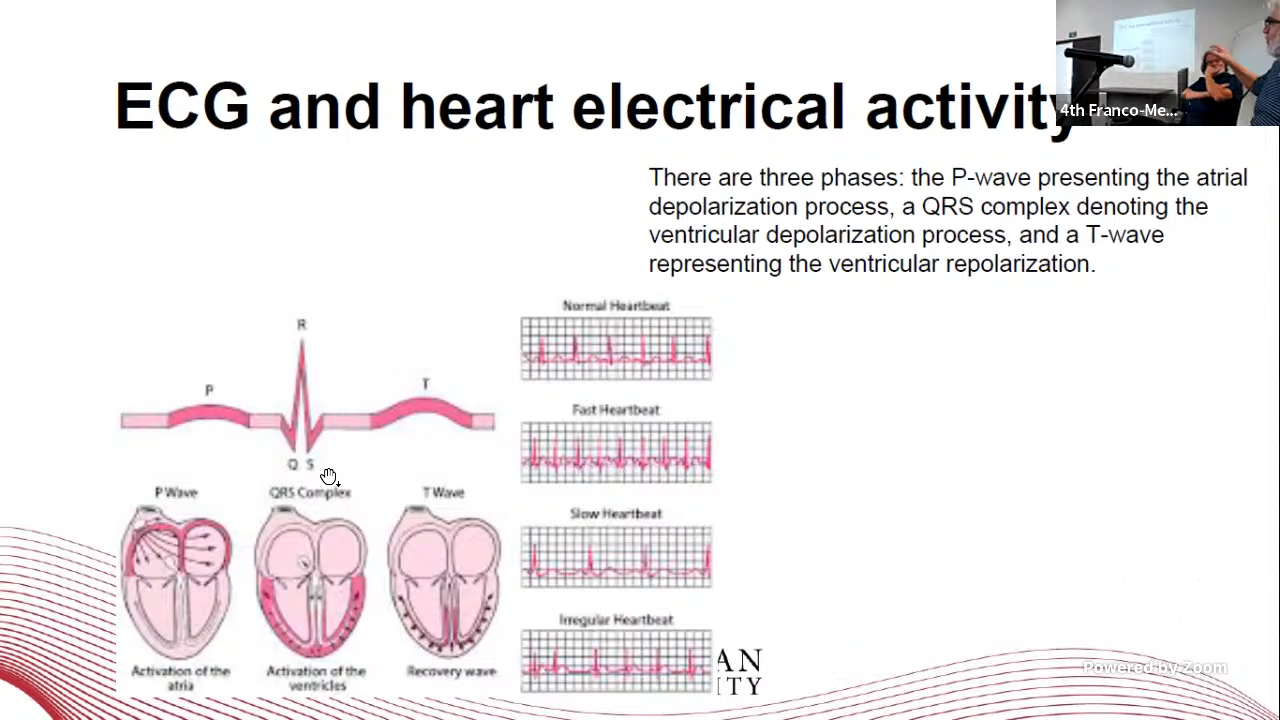 ECG and heart electrical activity
4th Franco-Me...
There are three phases: the P-wave presenting the atrial
depolarization process, a QRS complex denoting the
ventricular depolarization process, and a T-wave
representing the ventricular repolarization.
R
P
T
Q S
P Wave
QRS Complex
T Wave
Activation of the
atria
Activation of the
ventricles
Recovery wave
Normal Heartbeat
Fast Heartbeat
Slow Heartbeat
Irregular Heartbeat
AN
ITY
Powered by Zoom